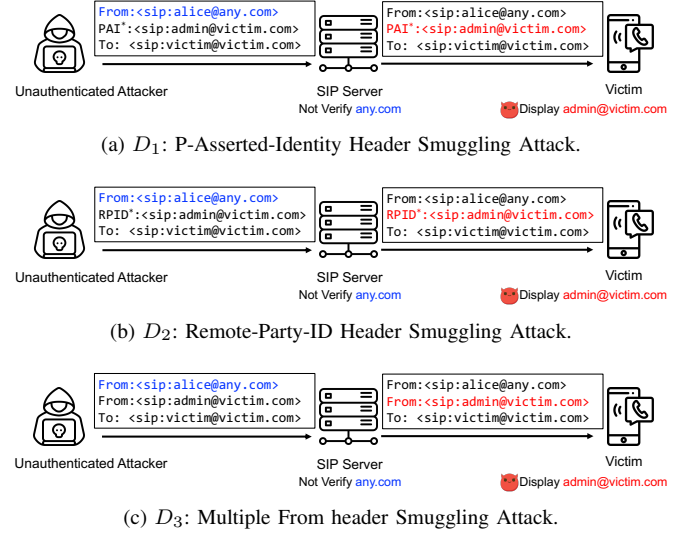 From:<sip:alice@any.com>
PAI*:<sip:admin@victim.com>
To: <sip:victim@victim.com>
From:<sip:alice@any.com>
PAI*:<sip:admin@victim.com>
To: <sip:victim@victim.com>
Unauthenticated Attacker
SIP Server
Victim
Not Verify any.com
Display admin@victim.com
(a) D1: P-Asserted-Identity Header Smuggling Attack.
From:<sip:alice@any.com>
RPID*:<sip:admin@victim.com>
To: <sip:victim@victim.com>
From:<sip:alice@any.com>
RPID*:<sip:admin@victim.com>
To: <sip:victim@victim.com>
Unauthenticated Attacker
SIP Server
Victim
Not Verify any.com
Display admin@victim.com
(b) D2: Remote-Party-ID Header Smuggling Attack.
From:<sip:alice@any.com>
From:<sip:admin@victim.com>
To: <sip:victim@victim.com>
From:<sip:alice@any.com>
From:<sip:admin@victim.com>
To: <sip:victim@victim.com>
Unauthenticated Attacker
SIP Server
Victim
Not Verify any.com
Display admin@victim.com
(c) D3: Multiple From header Smuggling Attack.